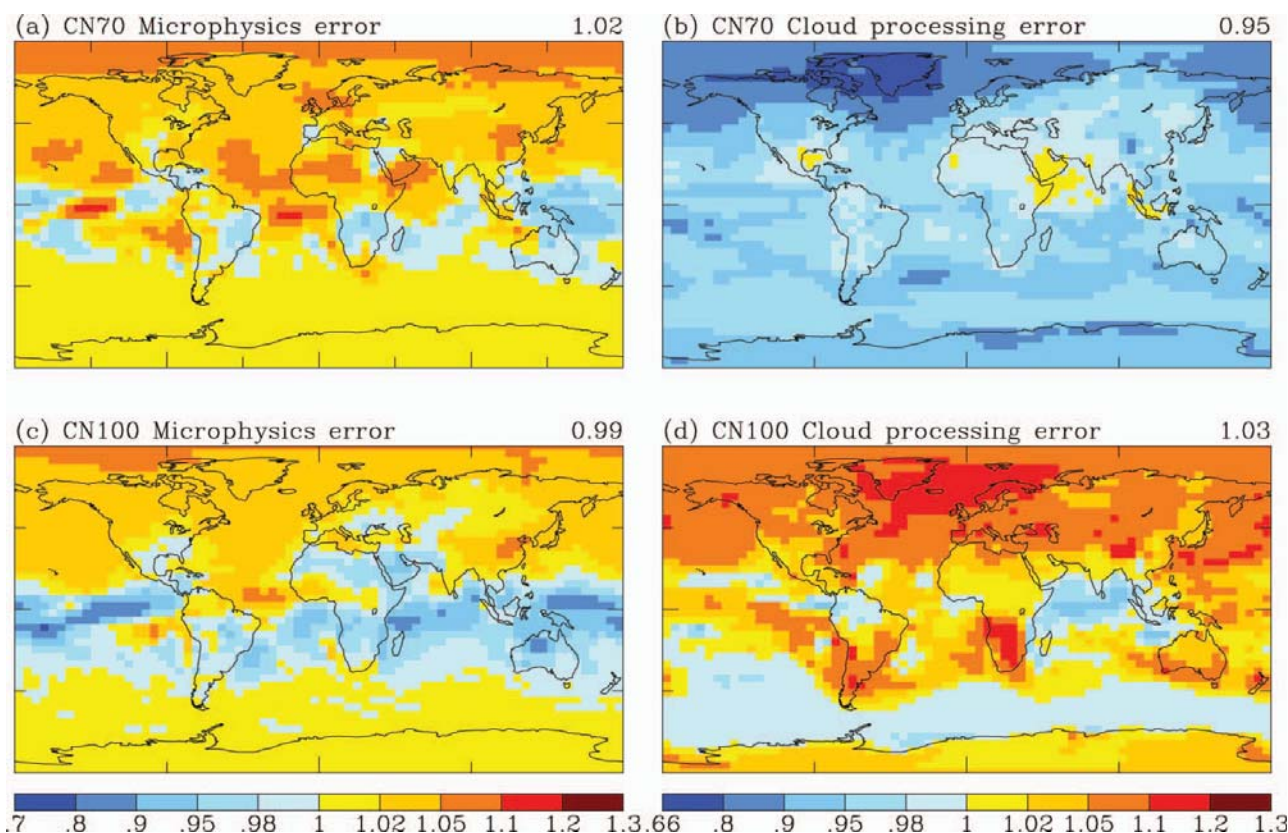 (a) CN70 Microphysics error 1.02
(b) CN70 Cloud processing error 0.95
(c) CN100 Microphysics error 0.99
(d) CN100 Cloud processing error 1.03
.7 .8 .9 .95 .98 1 1.02 1.05 1.1 1.2 1.3
.66 .8 .9 .95 .98 1 1.02 1.05 1.1 1.2 1.3